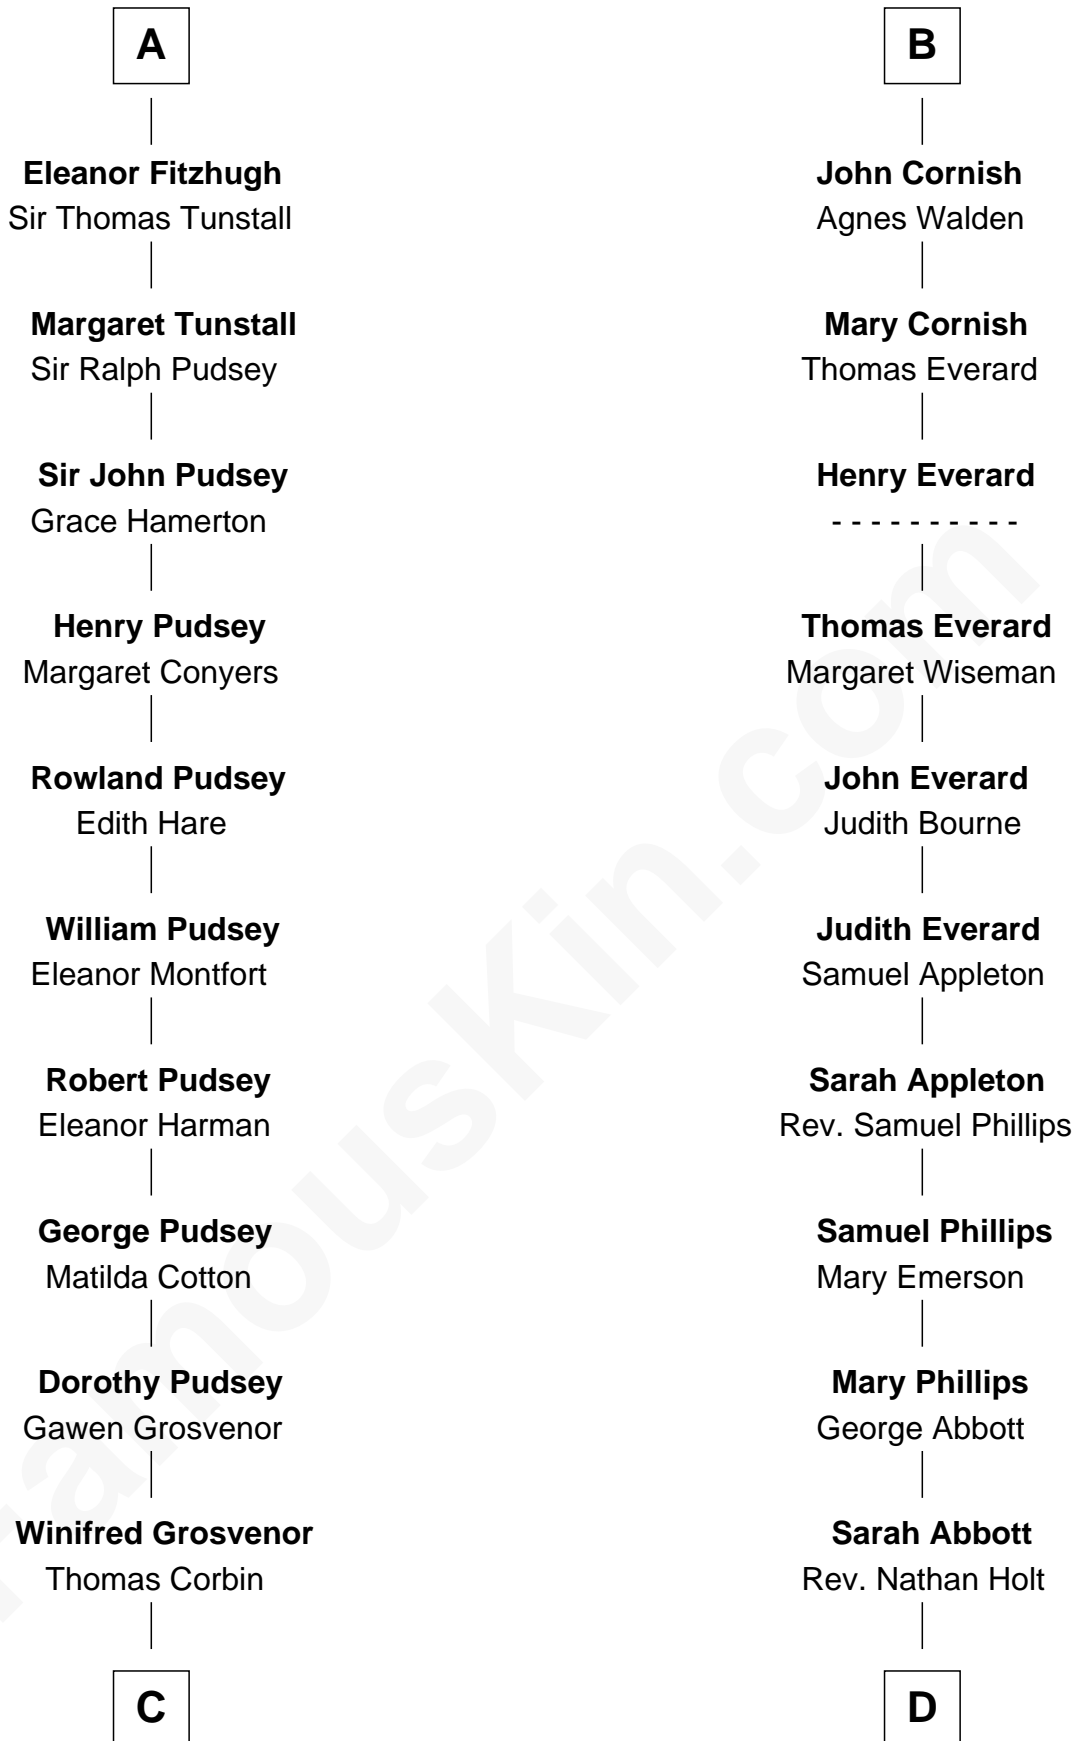 A
Eleanor Fitzhugh
Sir Thomas Tunstall
Margaret Tunstall
Sir Ralph Pudsey
Sir John Pudsey
Grace Hamerton
Henry Pudsey
Margaret Conyers
Rowland Pudsey
Edith Hare
William Pudsey
Eleanor Montfort
Robert Pudsey
Eleanor Harman
George Pudsey
Matilda Cotton
Dorothy Pudsey
Gawen Grosvenor
Winifred Grosvenor
Thomas Corbin
C
B
John Cornish
Agnes Walden
Mary Cornish
Thomas Everard
Henry Everard
- - - - - - - - - -
Thomas Everard
Margaret Wiseman
John Everard
Judith Bourne
Judith Everard
Samuel Appleton
Sarah Appleton
Rev. Samuel Phillips
Samuel Phillips
Mary Emerson
Mary Phillips
George Abbott
Sarah Abbott
Rev. Nathan Holt
D
FamousKin.com